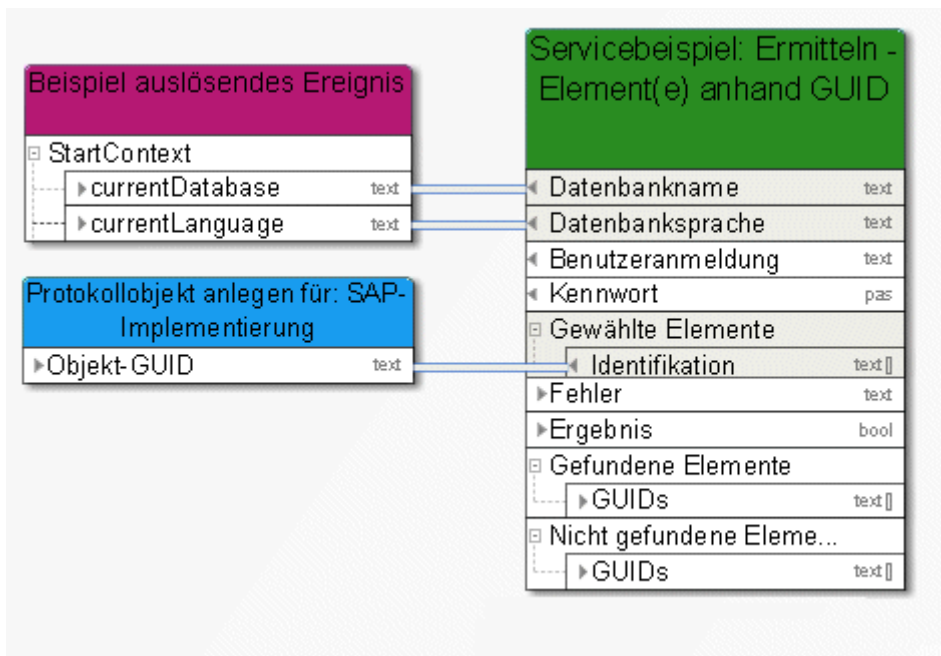 Beispiel auslösendes Ereignis
StartContext
currentDatabase text
currentLanguage text
Protokollobjekt anlegen für: SAP-
Implementierung
Objekt-GUID text
Servicebeispiel: Ermitteln -
Element(e) anhand GUID
Datenbankname text
Datenbanksprache text
Benutzeranmeldung text
Kennwort pas
Gewählte Elemente
Identifikation text[]
Fehler text
Ergebnis bool
Gefundene Elemente
GUIDs text[]
Nicht gefundene Eleme...
GUIDs text[]